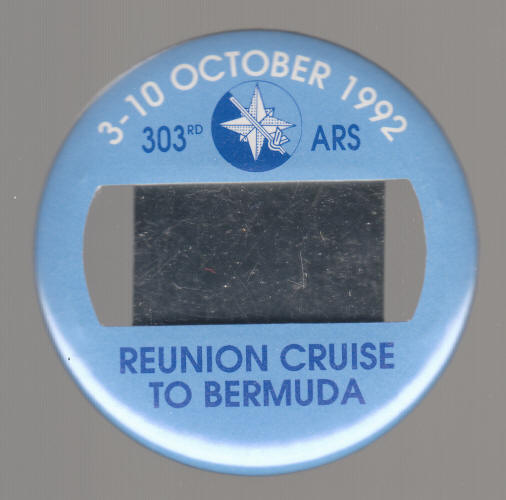 3-10 OCTOBER 1992
303RD ARS
REUNION CRUISE
TO BERMUDA